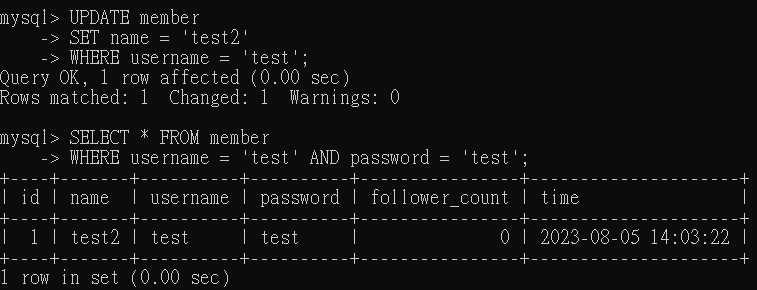 mysql> UPDATE member
    -> SET name = 'test2'
    -> WHERE username = 'test';
Query OK, 1 row affected (0.00 sec)
Rows matched: 1  Changed: 1  Warnings: 0

mysql> SELECT * FROM member
    -> WHERE username = 'test' AND password = 'test';
+----+-------+----------+----------+----------------+---------------------+
| id | name  | username | password | follower_count | time                |
+----+-------+----------+----------+----------------+---------------------+
|  1 | test2 | test     | test     |              0 | 2023-08-05 14:03:22 |
+----+-------+----------+----------+----------------+---------------------+
1 row in set (0.00 sec)